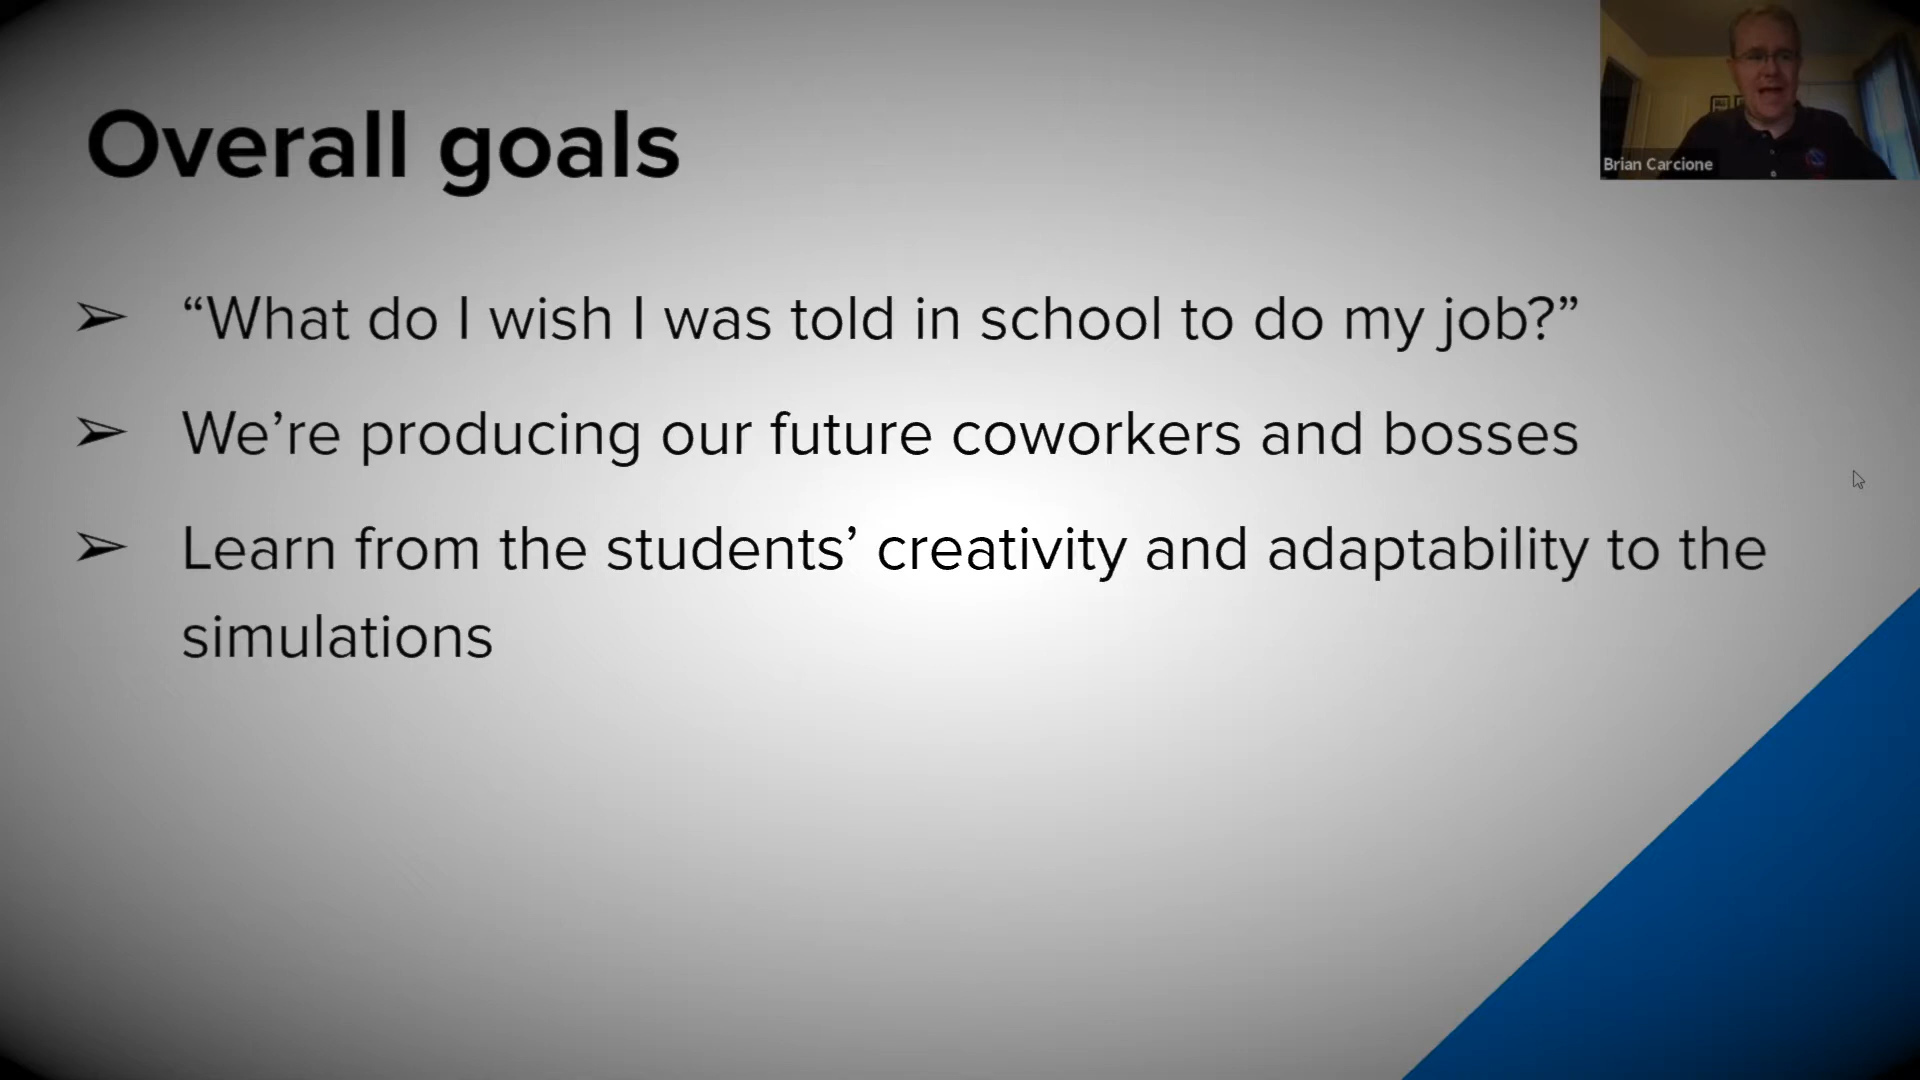 Overall goals
Brian Carcione
➢ “What do I wish I was told in school to do my job?”
➢ We’re producing our future coworkers and bosses
➢ Learn from the students’ creativity and adaptability to the
simulations